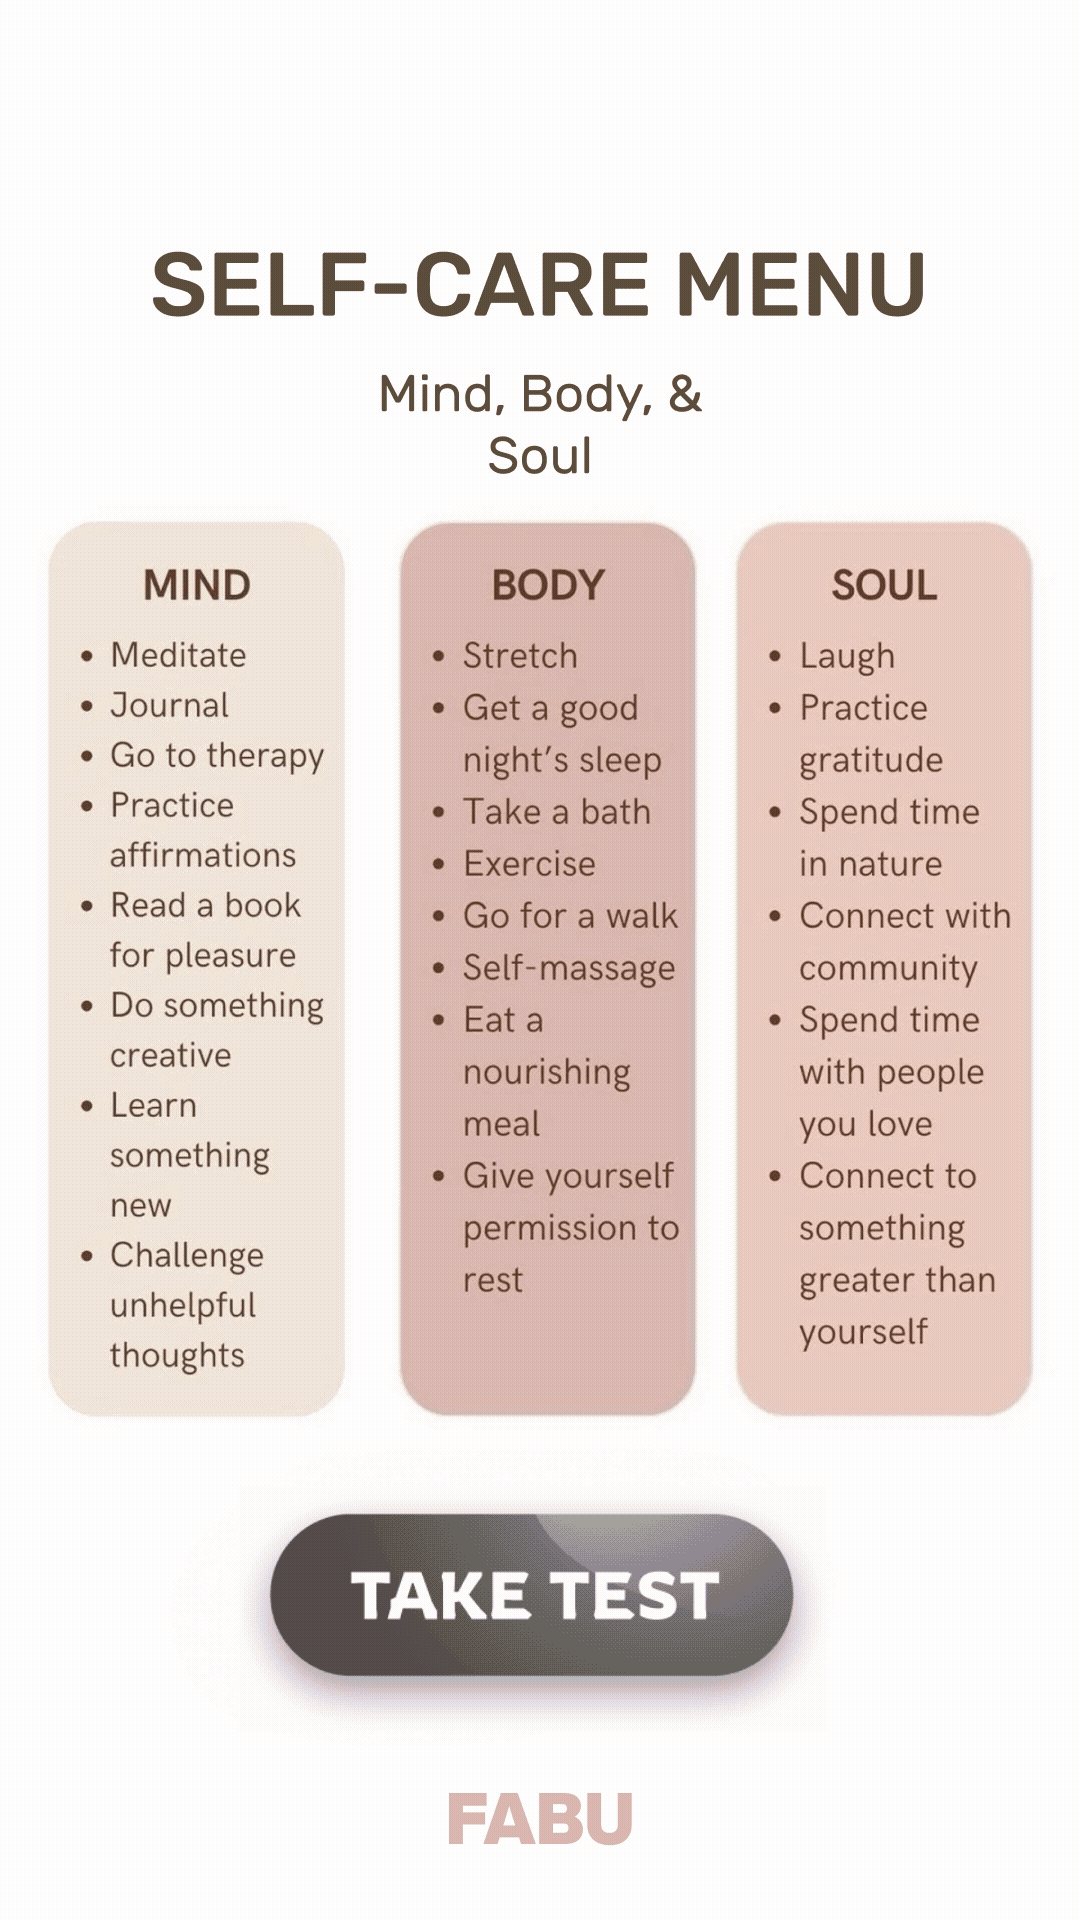 SELF-CARE MENU
Mind, Body, &
Soul
MIND
• Meditate
• Journal
• Go to therapy
• Practice
affirmations
• Read a book
for pleasure
• Do something
creative
• Learn
something
new
• Challenge
unhelpful
thoughts
BODY
• Stretch
• Get a good
night’s sleep
• Take a bath
• Exercise
• Go for a walk
• Self-massage
• Eat a
nourishing
meal
• Give yourself
permission to
rest
SOUL
• Laugh
• Practice
gratitude
• Spend time
in nature
• Connect with
community
• Spend time
with people
you love
• Connect to
something
greater than
yourself
TAKE TEST
FABU